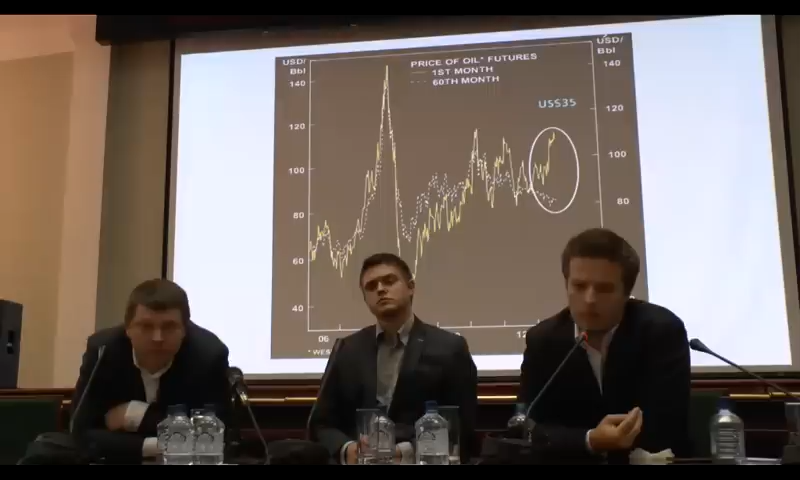 USD/
Bbl
PRICE OF OIL* FUTURES
1ST MONTH
60TH MONTH
USD/
Bbl
US$35
140
120
100
80
60
40
140
120
100
80
06
12
* WES